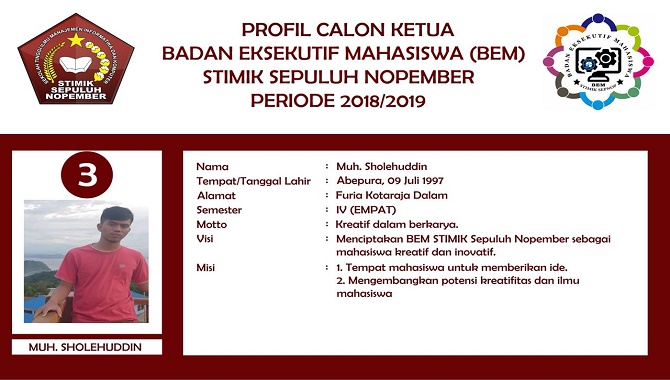 PROFIL CALON KETUA
BADAN EKSEKUTIF MAHASISWA (BEM)
STIMIK SEPULUH NOPEMBER
PERIODE 2018/2019
SEKOLAH TINGGI ILMU MANAJEMEN INFORMATIKA DAN KOMPUTER
STIMIK
SEPULUH
NOPEMBER
BADAN EKSEKUTIF MAHASISWA
BEM
3
MUH. SHOLEHUDDIN
Nama : Muh. Sholehuddin
Tempat/Tanggal Lahir : Abepura, 09 Juli 1997
Alamat : Furia Kotaraja Dalam
Semester : IV (EMPAT)
Motto : Kreatif dalam berkarya.
Visi : Menciptakan BEM STIMIK Sepuluh Nopember sebagai
mahasiswa kreatif dan inovatif.
Misi : 1. Tempat mahasiswa untuk memberikan ide.
2. Mengembangkan potensi kreatifitas dan ilmu
mahasiswa